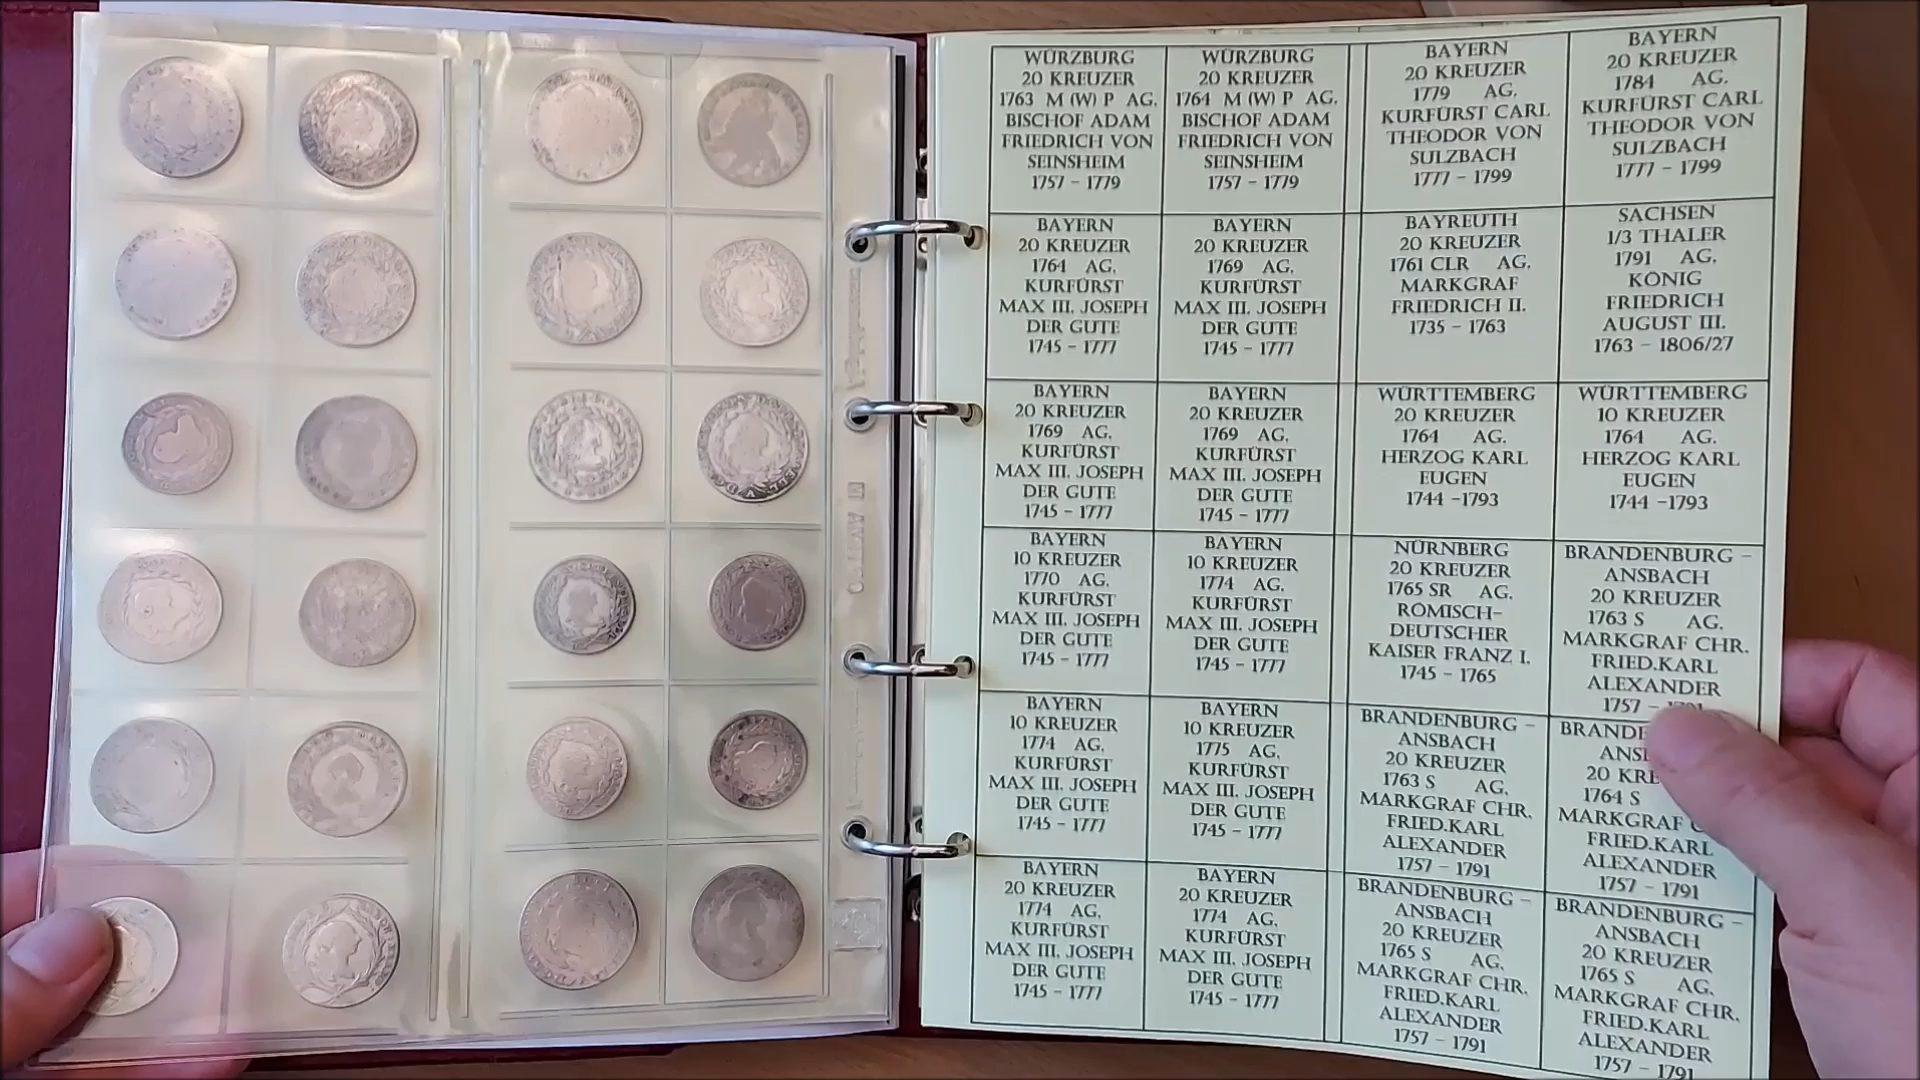 WÜRZBURG
20 KREUZER
1763 M (W) P AG.
BISCHOF ADAM
FRIEDRICH VON
SEINSHEIM
1757 – 1779
WÜRZBURG
20 KREUZER
1764 M (W) P AG.
BISCHOF ADAM
FRIEDRICH VON
SEINSHEIM
1757 – 1779
BAYERN
20 KREUZER
1779 AG.
KURFÜRST CARL
THEODOR VON
SULZBACH
1777 – 1799
BAYERN
20 KREUZER
1784 AG.
KURFÜRST CARL
THEODOR VON
SULZBACH
1777 – 1799
BAYERN
20 KREUZER
1764 AG.
KURFÜRST
MAX III. JOSEPH
DER GUTE
1745 – 1777
BAYERN
20 KREUZER
1769 AG.
KURFÜRST
MAX III. JOSEPH
DER GUTE
1745 – 1777
BAYREUTH
20 KREUZER
1761 CLR AG.
MARKGRAF
FRIEDRICH II.
1735 – 1763
SACHSEN
1/3 THALER
1791 AG.
KÖNIG
FRIEDRICH
AUGUST III.
1763 – 1806/27
BAYERN
20 KREUZER
1769 AG.
KURFÜRST
MAX III. JOSEPH
DER GUTE
1745 – 1777
BAYERN
20 KREUZER
1769 AG.
KURFÜRST
MAX III. JOSEPH
DER GUTE
1745 – 1777
WÜRTTEMBERG
20 KREUZER
1764 AG.
HERZOG KARL
EUGEN
1744 –1793
WÜRTTEMBERG
10 KREUZER
1764 AG.
HERZOG KARL
EUGEN
1744 –1793
BAYERN
10 KREUZER
1770 AG.
KURFÜRST
MAX III. JOSEPH
DER GUTE
1745 – 1777
BAYERN
10 KREUZER
1774 AG.
KURFÜRST
MAX III. JOSEPH
DER GUTE
1745 – 1777
NÜRNBERG
20 KREUZER
1765 SR AG.
RÖMISCH–
DEUTSCHER
KAISER FRANZ I.
1745 – 1765
BRANDENBURG –
ANSBACH
20 KREUZER
1763 S AG.
MARKGRAF CHR.
FRIED.KARL
ALEXANDER
1757 – 1791
BAYERN
10 KREUZER
1774 AG.
KURFÜRST
MAX III. JOSEPH
DER GUTE
1745 – 1777
BAYERN
10 KREUZER
1775 AG.
KURFÜRST
MAX III. JOSEPH
DER GUTE
1745 – 1777
BRANDENBURG –
ANSBACH
20 KREUZER
1763 S AG.
MARKGRAF CHR.
FRIED.KARL
ALEXANDER
1757 – 1791
BRANDE
ANS
20 KRE
1764 S
MARKGRAF C
FRIED.KARL
ALEXANDER
1757 – 1791
BAYERN
20 KREUZER
1774 AG.
KURFÜRST
MAX III. JOSEPH
DER GUTE
1745 – 1777
BAYERN
20 KREUZER
1774 AG.
KURFÜRST
MAX III. JOSEPH
DER GUTE
1745 – 1777
BRANDENBURG –
ANSBACH
20 KREUZER
1765 S AG.
MARKGRAF CHR.
FRIED.KARL
ALEXANDER
1757 – 1791
BRANDENBURG –
ANSBACH
20 KREUZER
1765 S AG.
MARKGRAF CHR.
FRIED.KARL
ALEXANDER
1757 – 1791